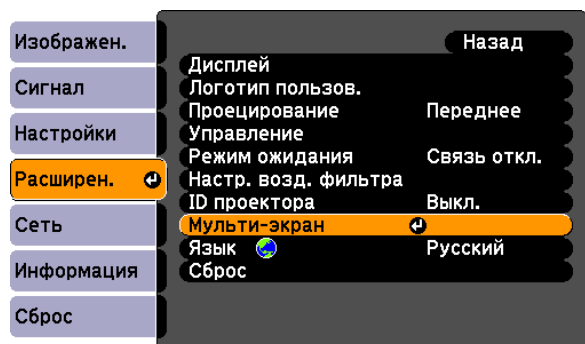 Изображен.
Сигнал
Настройки
Расширен.
Сеть
Информация
Сброс
Назад
Дисплей
Логотип пользов.
Проецирование Переднее
Управление
Режим ожидания Связь откл.
Настр. возд. фильтра
ID проектора Выкл.
Мульти-экран
Язык Русский
Сброс